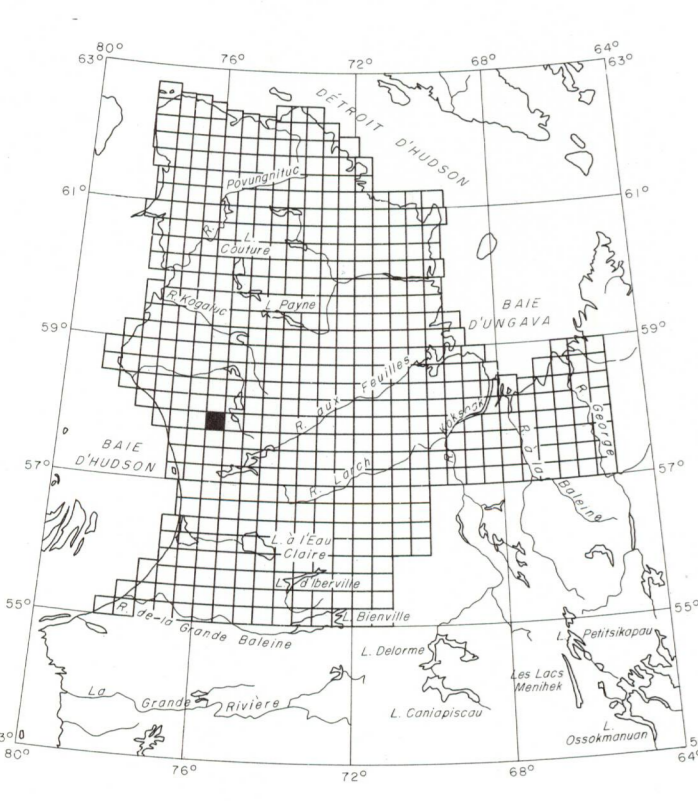 80°
76°
72°
68°
64°
63°
63°
DÉTROIT D'HUDSON
Povungnituc
R.
61°
61°
L.
Couture
R. Kogaluc
L. Payne
BAIE
D'UNGAVA
59°
59°
R. aux Feuilles
Koksoak
R.
R. à la Baleine
R. George
BAIE
D'HUDSON
57°
57°
R. Larch
L. à l'Eau
Claire
L. d'Iberville
55°
55°
R. de-la Grande Baleine
L. Bienville
L. Delorme
L. Petitsikapau
Les Lacs
Menihek
La Grande Rivière
L. Caniapiscau
L.
Ossokmanuan
3°
5
80°
76°
72°
68°
64°